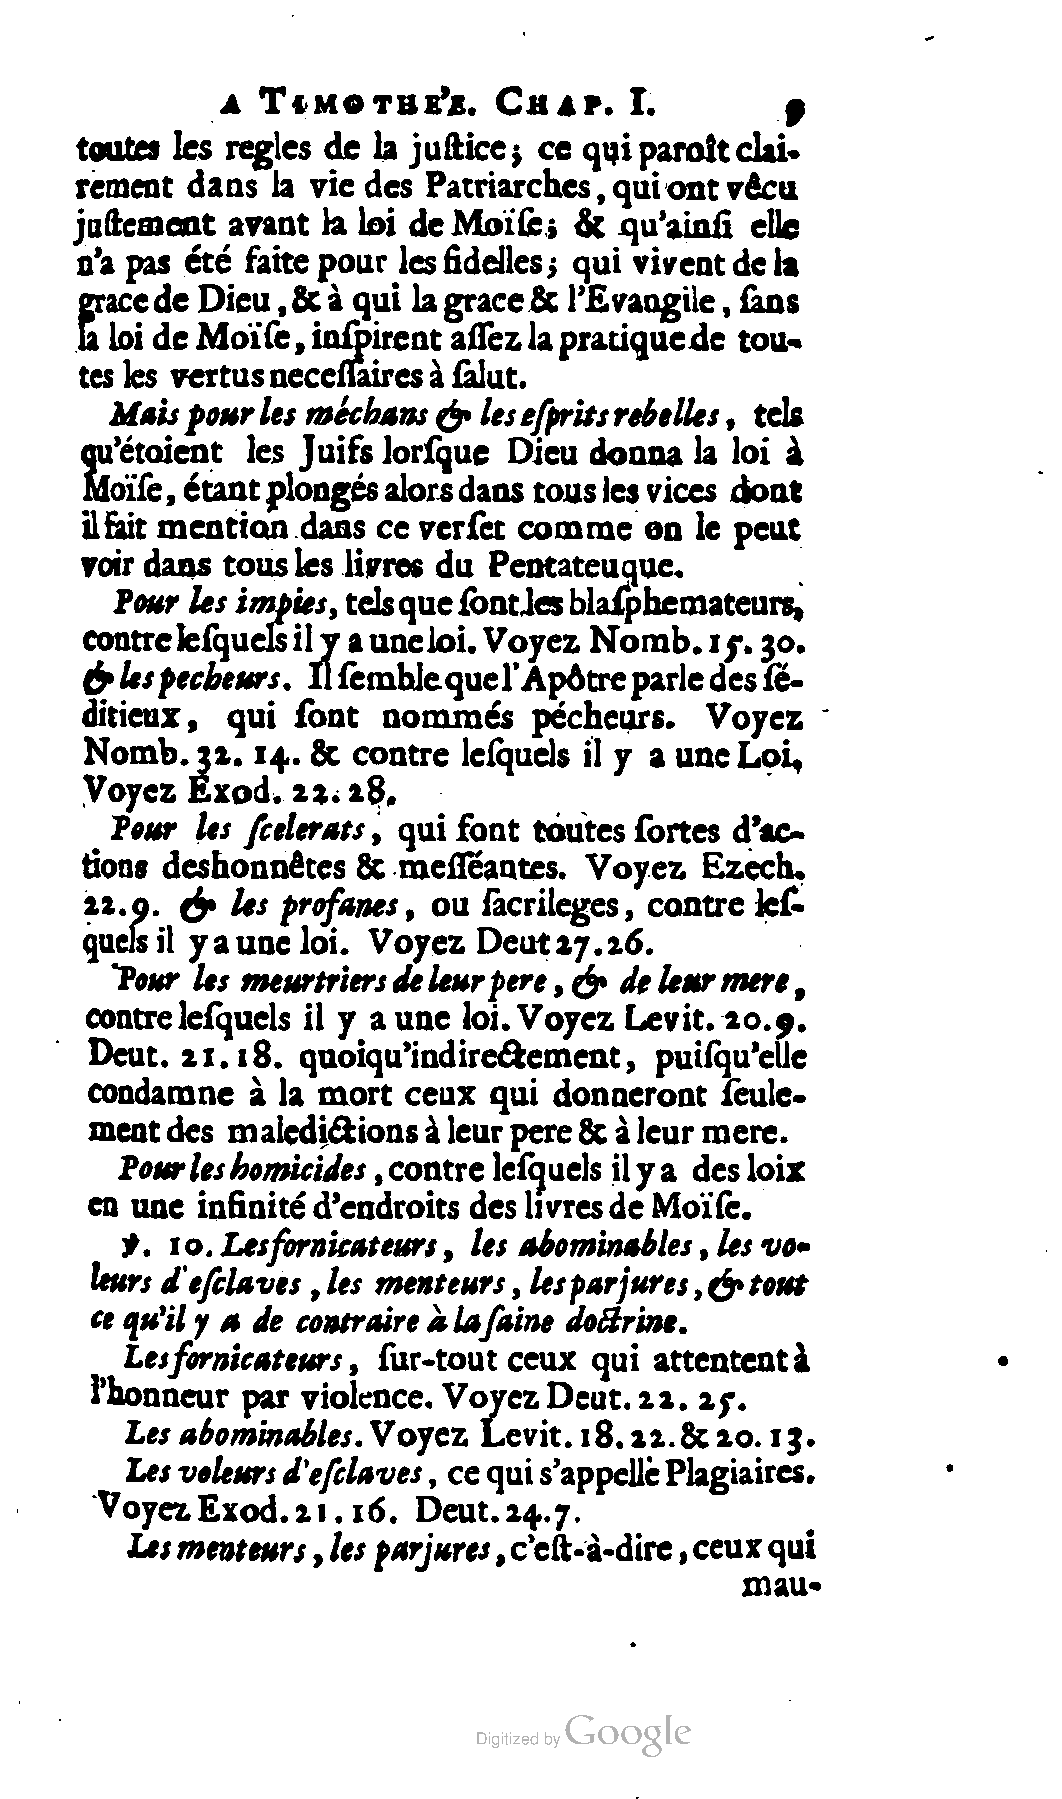 A TIMOTHE'E. CHAP. I. 9
toutes les regles de la juſtice; ce qui paroît clai-
rement dans la vie des Patriarches, qui ont vêcu
juſtement avant la loi de Moïſe; & qu'ainſi elle
n'a pas été faite pour les fidelles; qui vivent de la
grace de Dieu, & à qui la grace & l'Evangile, ſans
la loi de Moïſe, inſpirent aſſez la pratique de tou-
tes les vertus neceſſaires à ſalut.
Mais pour les méchans & les eſprits rebelles, tels
qu'étoient les Juifs lorſque Dieu donna la loi à
Moïſe, étant plongés alors dans tous les vices dont
il fait mention dans ce verſet comme on le peut
voir dans tous les livres du Pentateuque.
Pour les impies, tels que ſont les blaſphemateurs,
contre leſquels il y a une loi. Voyez Nomb. 15. 30.
& les pecheurs. Il ſemble que l'Apôtre parle des ſé-
ditieux, qui ſont nommés pécheurs. Voyez
Nomb. 32. 14. & contre leſquels il y a une Loi,
Voyez Exod. 22. 28.
Pour les ſcelerats, qui font toutes ſortes d'ac-
tions deshonnêtes & meſſéantes. Voyez Ezech.
22. 9. & les profanes, ou ſacrileges, contre leſ-
quels il y a une loi. Voyez Deut 27. 26.
Pour les meurtriers de leur pere, & de leur mere,
contre leſquels il y a une loi. Voyez Levit. 20. 9.
Deut. 21. 18. quoiqu'indirectement, puiſqu'elle
condamne à la mort ceux qui donneront ſeule-
ment des maledictions à leur pere & à leur mere.
Pour les homicides, contre leſquels il y a des loix
en une infinité d'endroits des livres de Moïſe.
℣. 10. Les fornicateurs, les abominables, les vo-
leurs d'eſclaves, les menteurs, les parjures, & tout
ce qu'il y a de contraire à la ſaine doctrine.
Les fornicateurs, ſur-tout ceux qui attentent à
l'honneur par violence. Voyez Deut. 22. 25.
Les abominables. Voyez Levit. 18. 22. & 20. 13.
Les voleurs d'eſclaves, ce qui s'appellè Plagiaires.
Voyez Exod. 21. 16. Deut. 24. 7.
Les menteurs, les parjures, c'eſt-à-dire, ceux qui
mau-
Digitized by Google